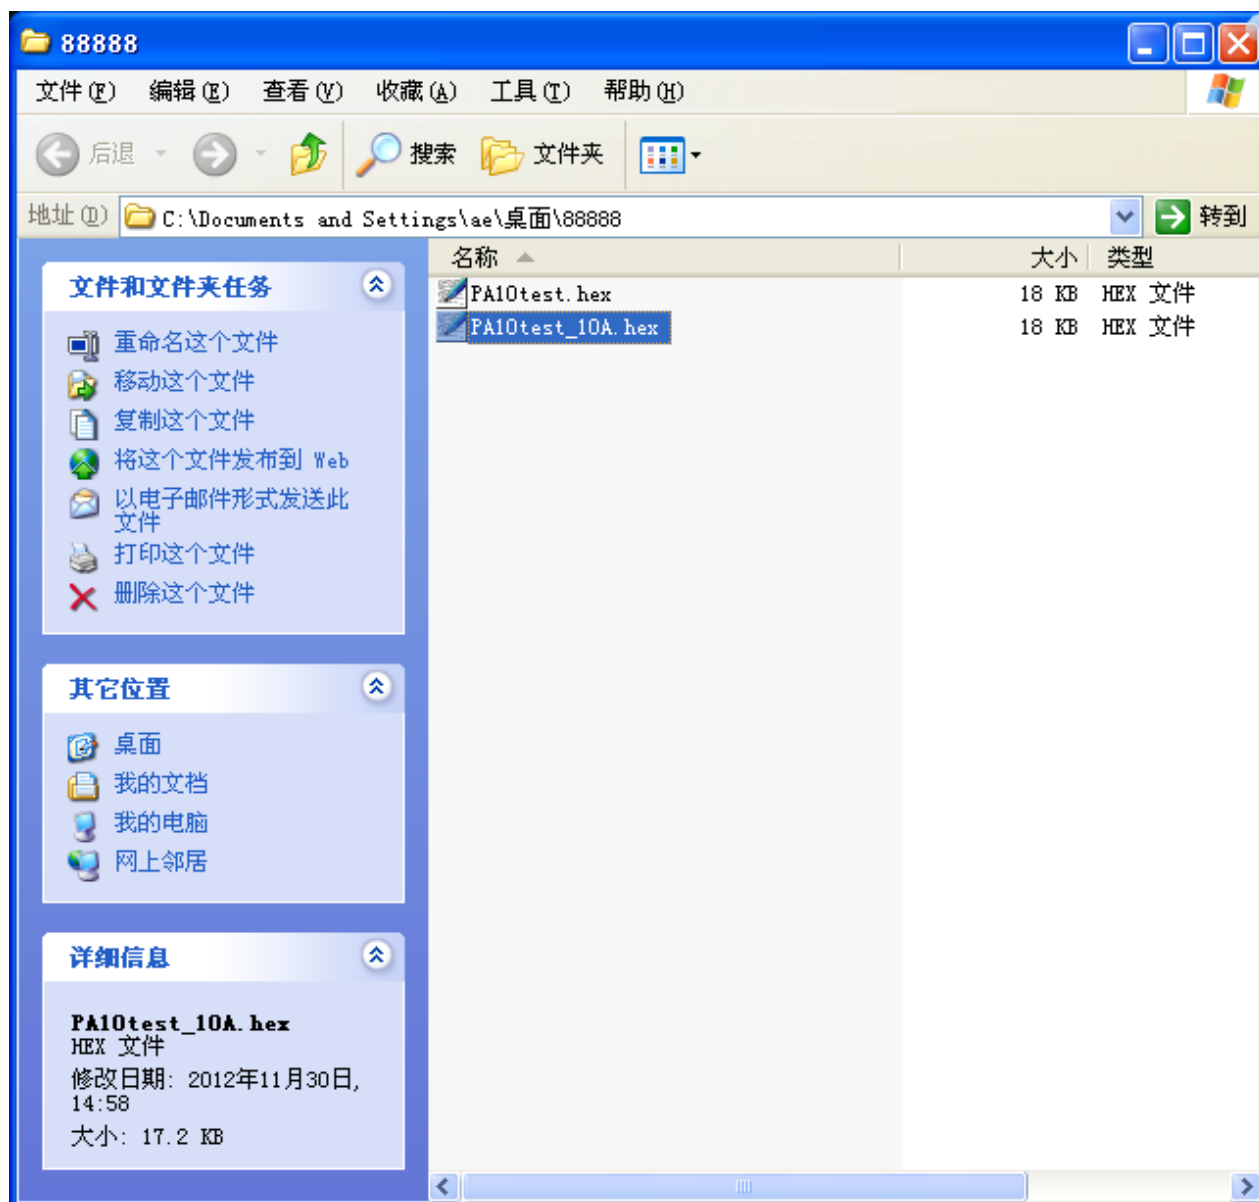 88888
文件(F) 编辑(E) 查看(V) 收藏(A) 工具(T) 帮助(H)
后退 搜索 文件夹
地址(D) C:\Documents and Settings\ae\桌面\88888 转到
名称 大小 类型
PA10test.hex 18 KB HEX 文件
PA10test_10A.hex 18 KB HEX 文件
文件和文件夹任务
重命名这个文件
移动这个文件
复制这个文件
将这个文件发布到 Web
以电子邮件形式发送此
文件
打印这个文件
删除这个文件
其它位置
桌面
我的文档
我的电脑
网上邻居
详细信息
PA10test_10A.hex
HEX 文件
修改日期: 2012年11月30日,
14:58
大小: 17.2 KB